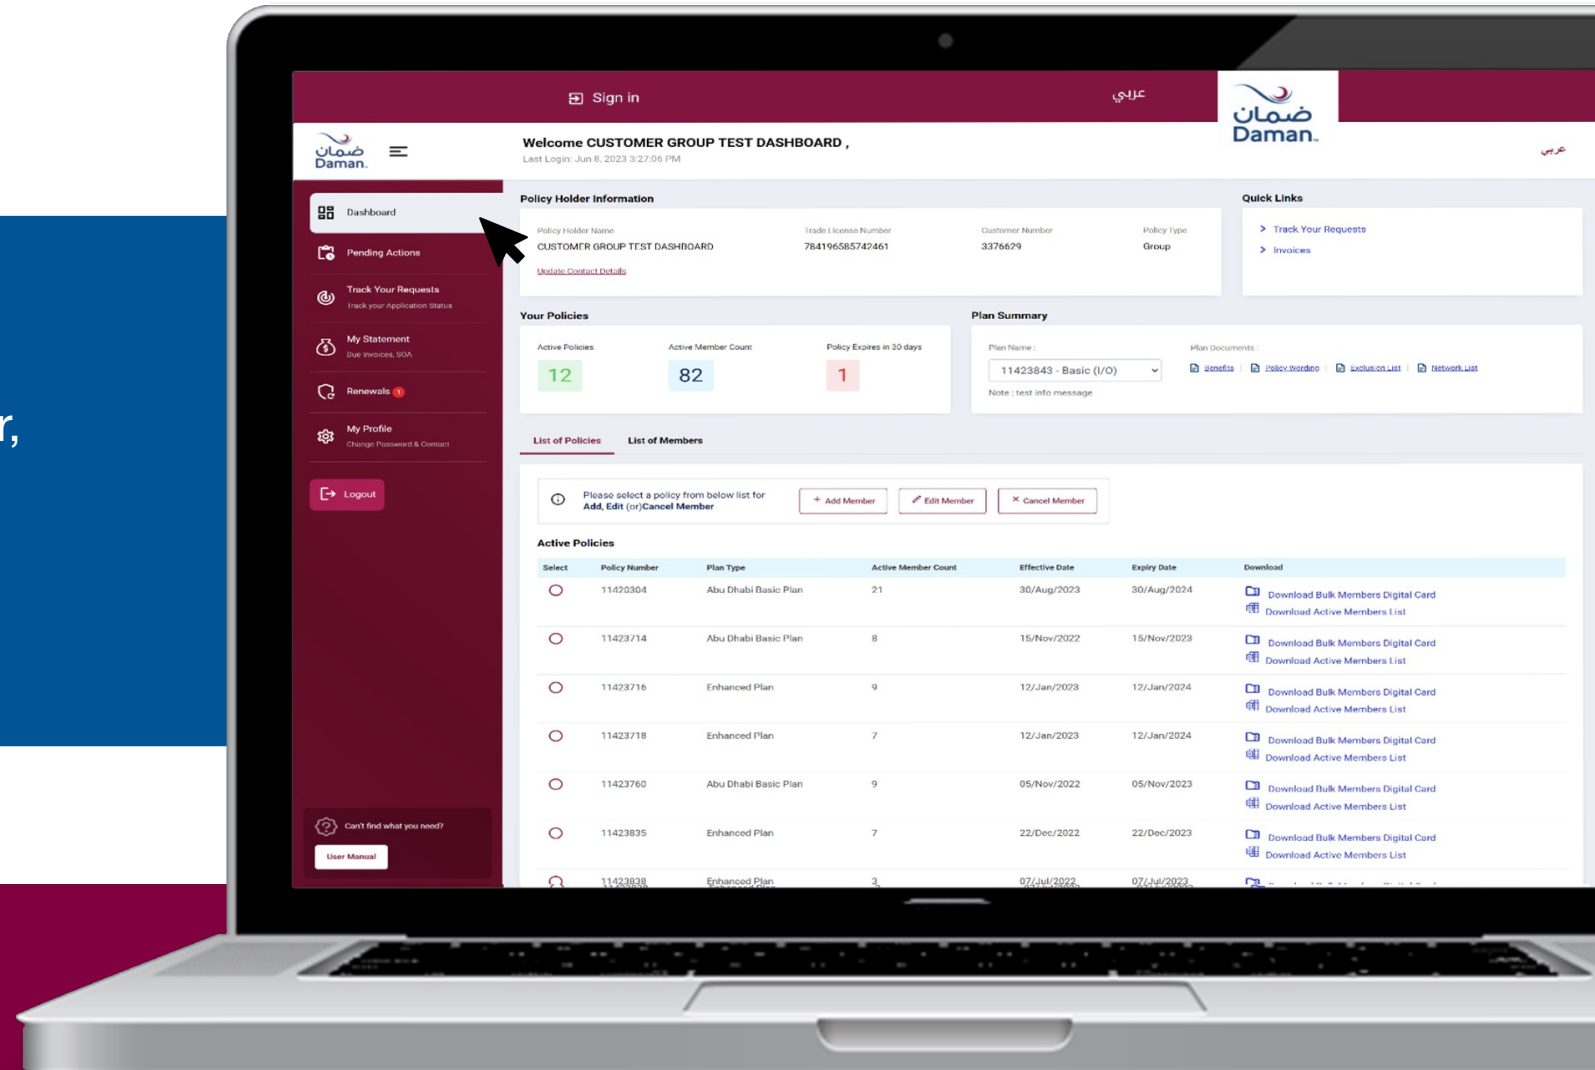 r,
Sign in
عربي
ضمان
Daman
ضمان
Daman
Welcome CUSTOMER GROUP TEST DASHBOARD ,
Last Login: Jun 8, 2023 3:27:06 PM
عربي
Dashboard
Pending Actions
Track Your Requests
Track your Application Status
My Statement
Due Invoices, SOA
Renewals 1
My Profile
Change Password & Contact
Logout
Can't find what you need?
User Manual
Policy Holder Information
Policy Holder Name Trade License Number Customer Number Policy Type
CUSTOMER GROUP TEST DASHBOARD 784196585742461 3376629 Group
Update Contact Details
Quick Links
> Track Your Requests
> Invoices
Your Policies
Active Policies Active Member Count Policy Expires in 30 days
12 82 1
Plan Summary
Plan Name : Plan Documents :
11423843 - Basic (I/O) Benefits | Policy Wording | Exclusion List | Network List
Note : test info message
List of Policies List of Members
Please select a policy from below list for
Add, Edit (or)Cancel Member
+ Add Member Edit Member × Cancel Member
Active Policies
Select Policy Number Plan Type Active Member Count Effective Date Expiry Date Download
11420304 Abu Dhabi Basic Plan 21 30/Aug/2023 30/Aug/2024 Download Bulk Members Digital Card
Download Active Members List
11423714 Abu Dhabi Basic Plan 8 15/Nov/2022 15/Nov/2023 Download Bulk Members Digital Card
Download Active Members List
11423716 Enhanced Plan 9 12/Jan/2023 12/Jan/2024 Download Bulk Members Digital Card
Download Active Members List
11423718 Enhanced Plan 7 12/Jan/2023 12/Jan/2024 Download Bulk Members Digital Card
Download Active Members List
11423760 Abu Dhabi Basic Plan 9 05/Nov/2022 05/Nov/2023 Download Bulk Members Digital Card
Download Active Members List
11423835 Enhanced Plan 7 22/Dec/2022 22/Dec/2023 Download Bulk Members Digital Card
Download Active Members List
11423838 Enhanced Plan 3 07/Jul/2022 07/Jul/2023